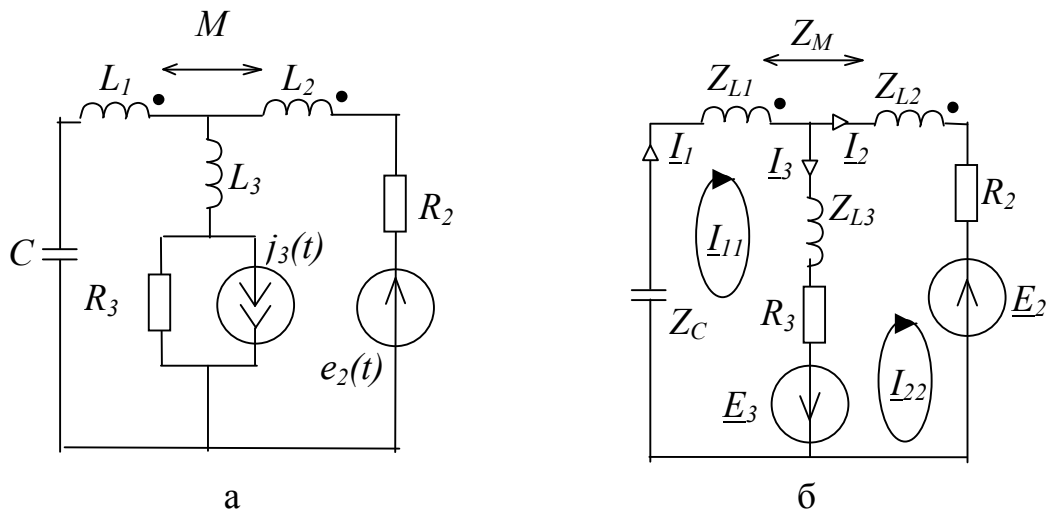 M
L1 L2
L3
C
R3
j3(t)
R2
e2(t)
а
ZM
ZL1 ZL2
I1 I3 I2
ZL3
R2
I11
ZC
R3
E2
E3
I22
б